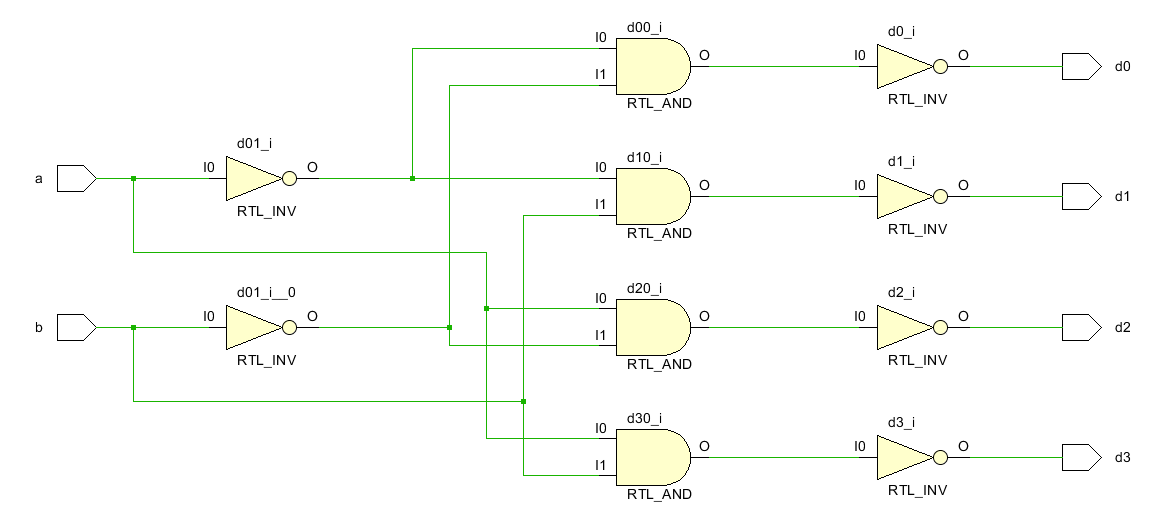 d00_i
I0
I1
O
RTL_AND
d0_i
I0
O
RTL_INV
d0
a
d01_i
I0
O
RTL_INV
d10_i
I0
I1
O
RTL_AND
d1_i
I0
O
RTL_INV
d1
b
d01_i__0
I0
O
RTL_INV
d20_i
I0
I1
O
RTL_AND
d2_i
I0
O
RTL_INV
d2
d30_i
I0
I1
O
RTL_AND
d3_i
I0
O
RTL_INV
d3